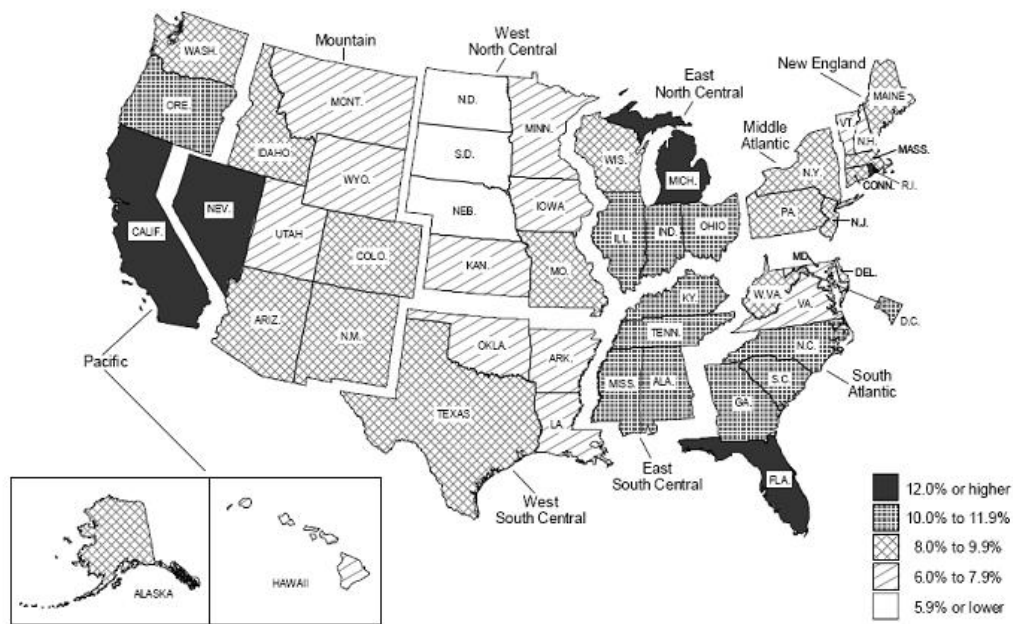 West
North Central
Mountain
East
North Central
New England
Middle
Atlantic
WASH.
ORE.
MONT.
IDAHO
WYO.
N.D.
S.D.
NEB.
MINN.
IOWA
WIS.
MICH.
MAINE
VT.
N.H.
MASS.
N.Y.
CONN.
R.I.
PA.
N.J.
CALIF.
NEV.
UTAH
COLO.
KAN.
MO.
ILL.
IND.
OHIO
MD.
DEL.
W.VA.
VA.
D.C.
KY.
TENN.
N.C.
S.C.
ARIZ.
N.M.
OKLA.
ARK.
MISS.
ALA.
GA.
TEXAS
LA.
FLA.
Pacific
South
Atlantic
East
South Central
West
South Central
ALASKA
HAWAII
12.0% or higher
10.0% to 11.9%
8.0% to 9.9%
6.0% to 7.9%
5.9% or lower